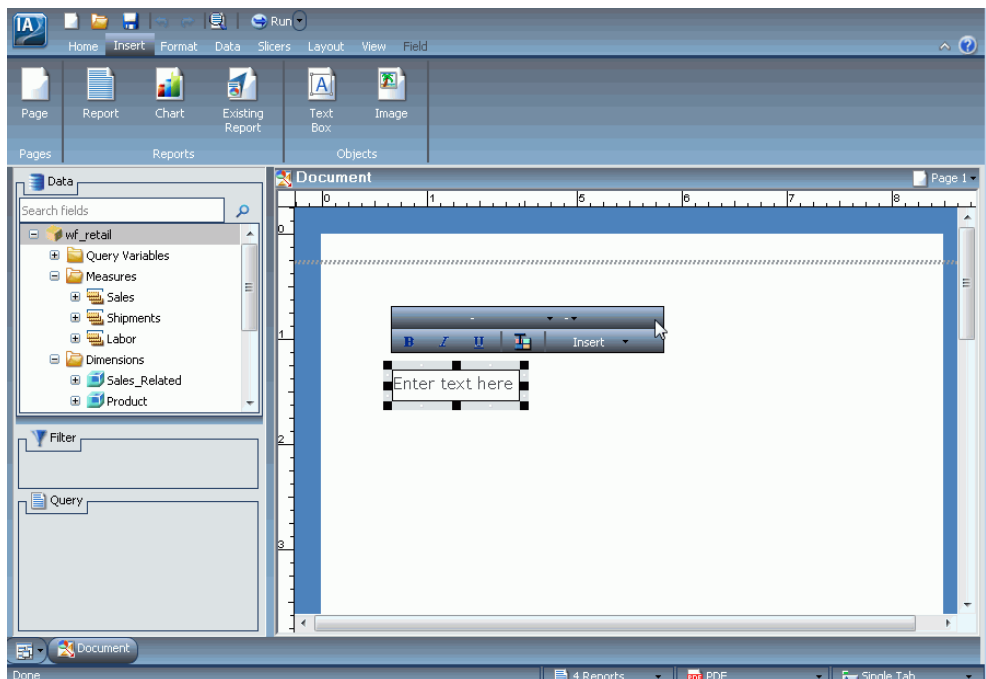 IA
Run
Home Insert Format Data Slicers Layout View Field
Page
Report
Chart
Existing
Report
Text
Box
Image
Pages
Reports
Objects
Data
Search fields
wf_retail
Query Variables
Measures
Sales
Shipments
Labor
Dimensions
Sales_Related
Product
Filter
Query
Document
Page 1
0 1 5 6 7 8
0
1
2
3
B I U Insert
Enter text here
Document
Done
4 Reports
PDF
Single Tab